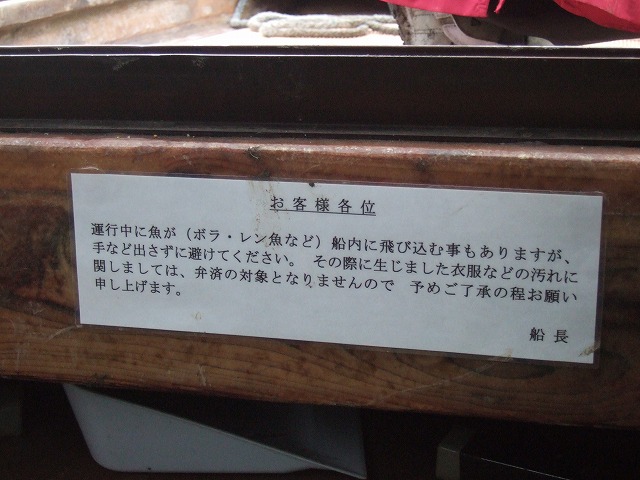 お客様各位
運行中に魚が（ボラ・レン魚など）船内に飛び込む事もありますが、
手など出さずに避けてください。 その際に生じました衣服などの汚れに
関しましては、弁済の対象となりませんので 予めご了承の程お願い
申し上げます。
船 長